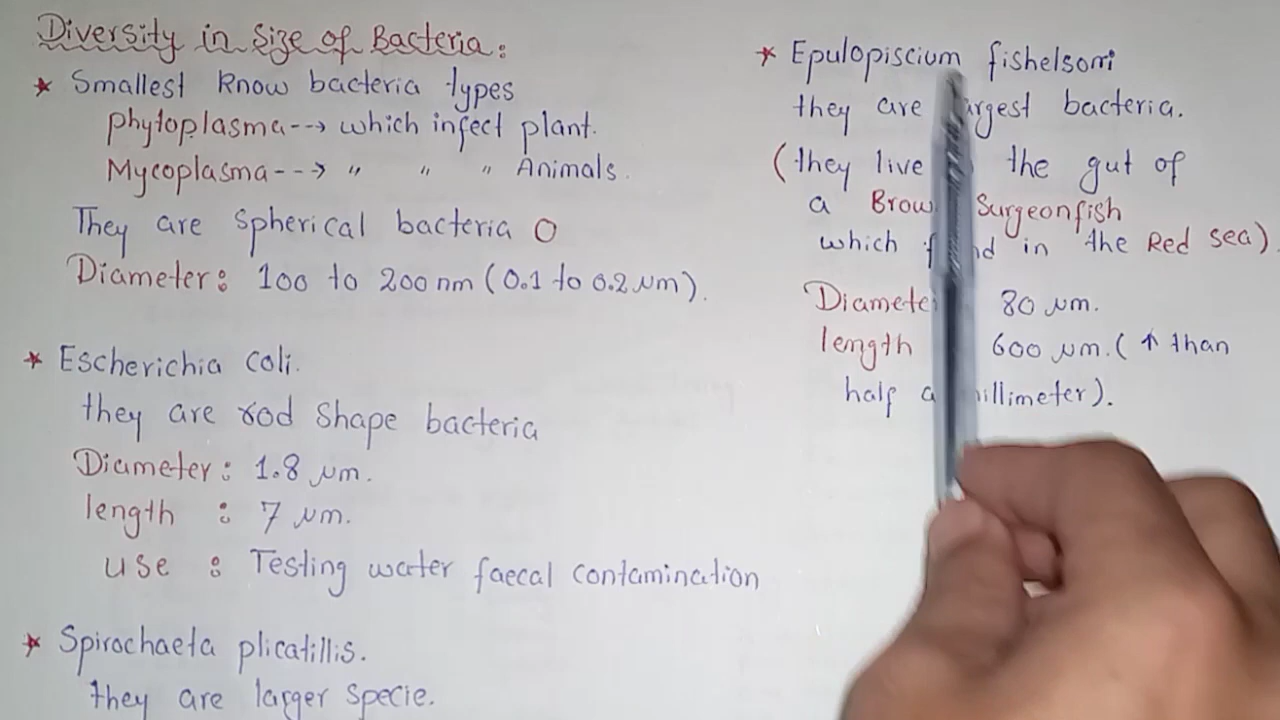 Diversity in Size of Bacteria:
* Smallest know bacteria types
phytoplasma--→ which infect plant.
Mycoplasma---→ " " " Animals.
They are spherical bacteria O
Diameter: 100 to 200 nm (0.1 to 0.2 μm).
* Escherichia coli.
they are rod shape bacteria
Diameter: 1.8 μm.
length : 7 μm.
use : Testing water faecal contamination
* Spirochaeta plicatillis.
they are larger specie.
* Epulopiscium fishelsoni
they are largest bacteria.
(they live the gut of
a Brow Surgeonfish
which in the Red sea).
Diamete 80 μm.
length 600 μm. (↑ than
half a millimeter).